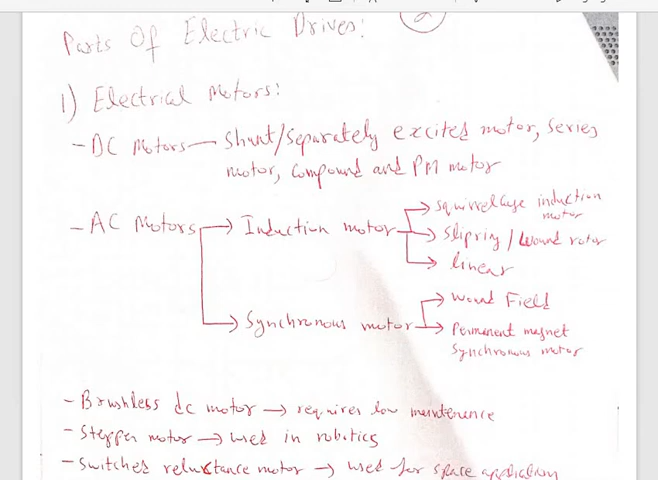 2
Parts Of Electric Drives:
1) Electrical Motors:
- DC Motors — Shunt/Separately excited motor, series
motor, Compound and PM motor
- AC Motors → Induction motor → Squirrel Cage induction
motor
→ Slipring / Wound rotor
→ linear
→ Synchronous motor → Wound Field
→ Permanent magnet
Synchronous motor
- Brushless dc motor → requires low maintenence
- Stepper motor → used in robotics
- Switched reluctance motor → used for space application